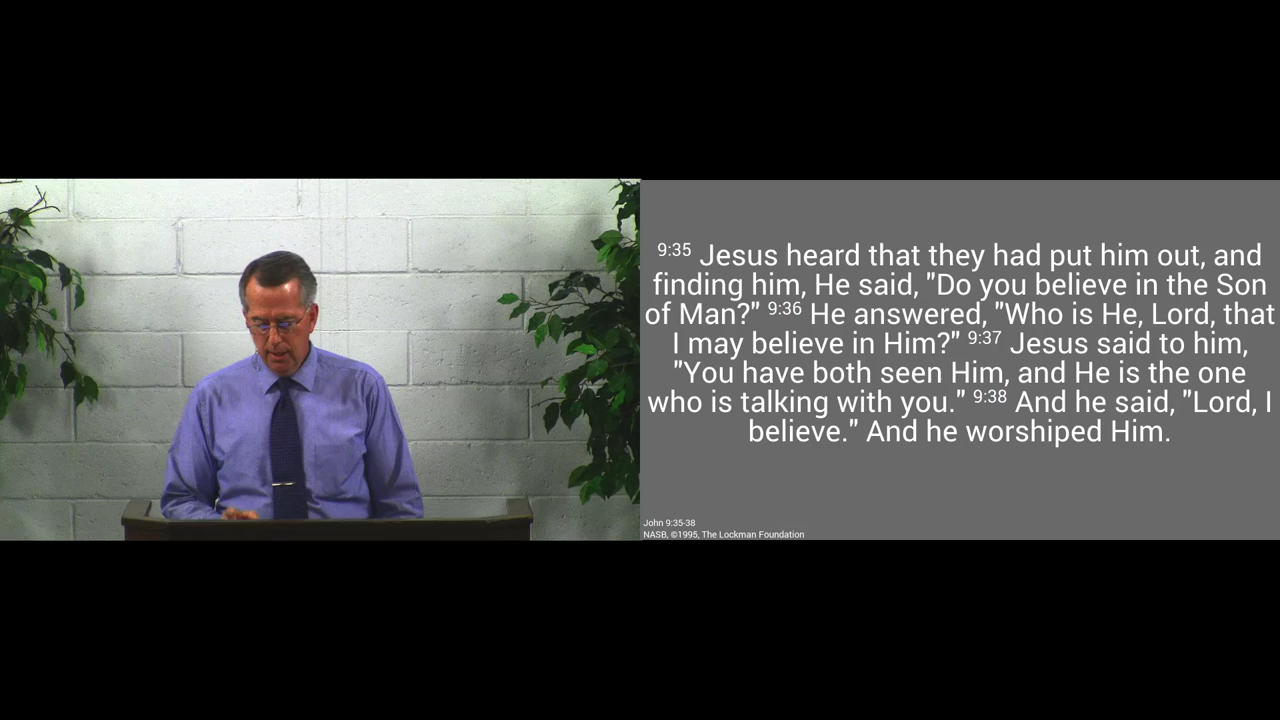 9:35 Jesus heard that they had put him out, and
finding him, He said, "Do you believe in the Son
of Man?" 9:36 He answered, "Who is He, Lord, that
I may believe in Him?" 9:37 Jesus said to him,
"You have both seen Him, and He is the one
who is talking with you." 9:38 And he said, "Lord, I
believe." And he worshiped Him.
John 9:35-38
NASB, ©1995, The Lockman Foundation